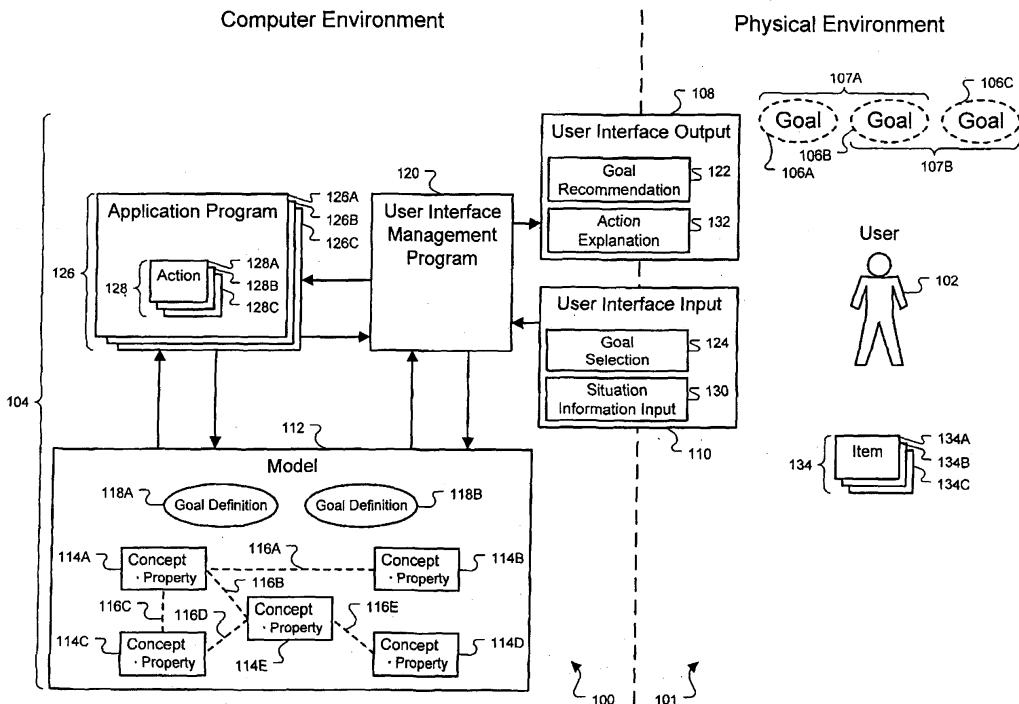 Computer Environment
Physical Environment
107A
106C
Goal
Goal
Goal
106B
106A
107B
108
User Interface Output
Goal
Recommendation
122
Action
Explanation
132
120
User Interface
Management
Program
126A
126B
126C
Application Program
126
Action
128
128A
128B
128C
User
102
User Interface Input
Goal
Selection
124
Situation
Information Input
130
110
104
112
Model
118A
Goal Definition
Goal Definition
118B
134
Item
134A
134B
134C
114A
Concept
· Property
116A
Concept
· Property
114B
116B
116C
116D
Concept
· Property
116E
114C
Concept
· Property
114E
Concept
· Property
114D
100
101